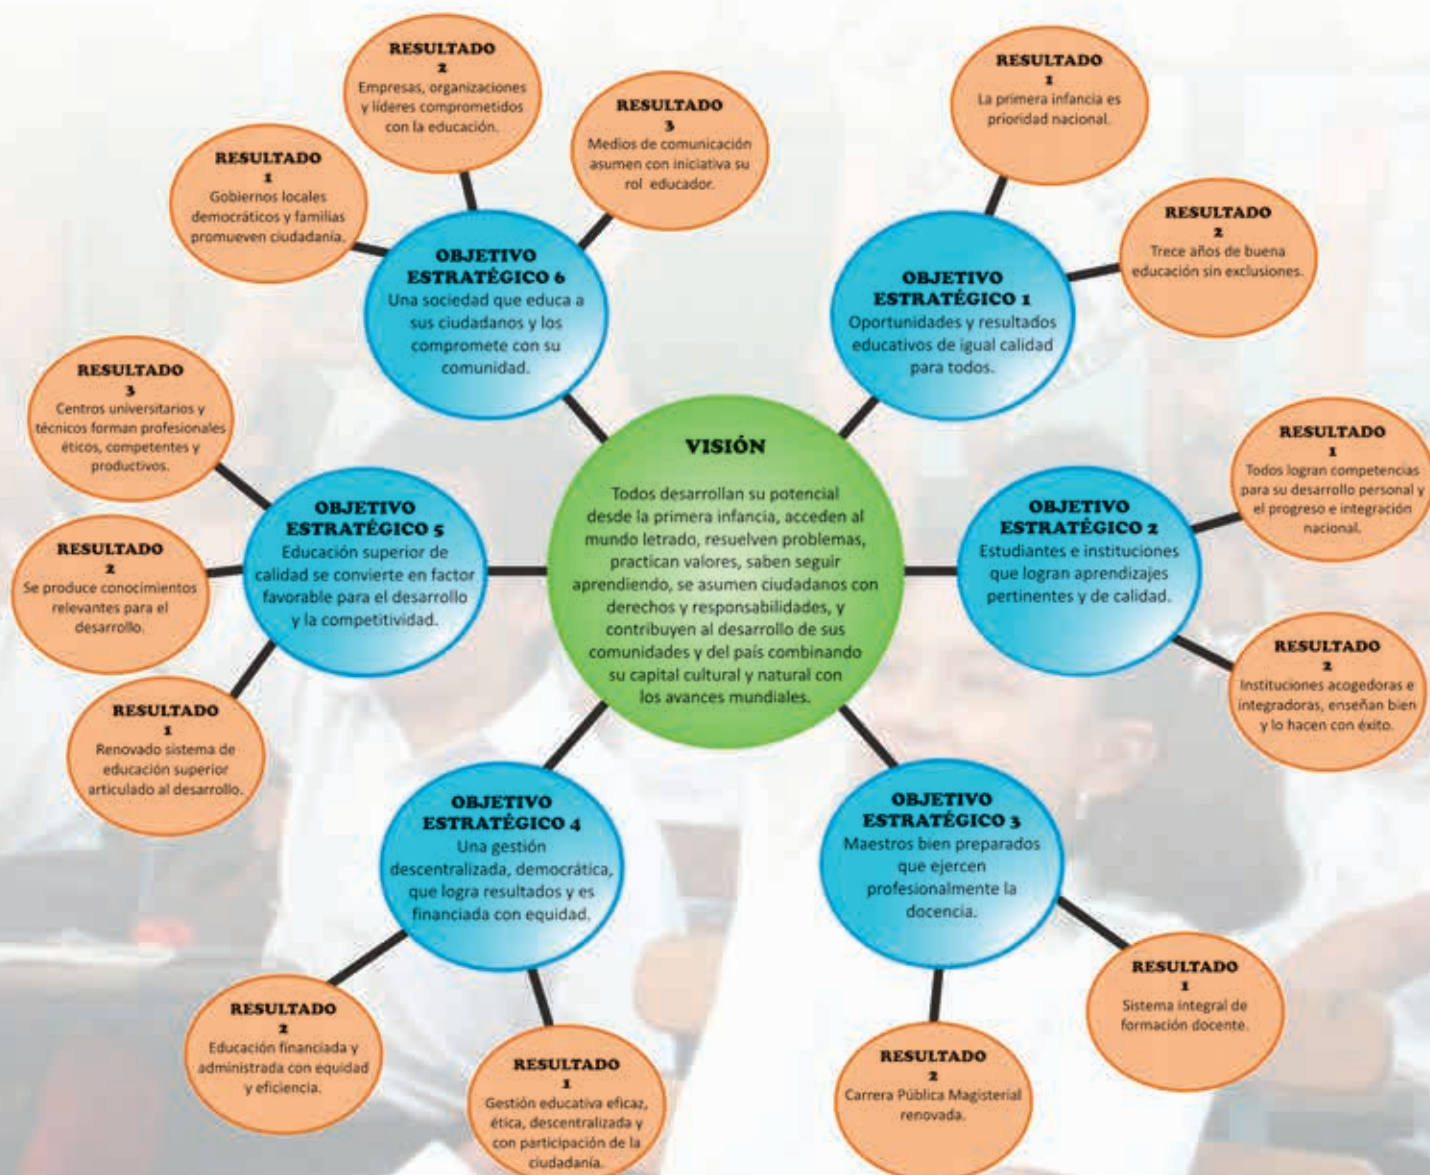 VISIÓN
Todos desarrollan su potencial
desde la primera infancia, acceden al
mundo letrado, resuelven problemas,
practican valores, saben seguir
aprendiendo, se asumen ciudadanos con
derechos y responsabilidades, y
contribuyen al desarrollo de sus
comunidades y del país combinando
su capital cultural y natural con
los avances mundiales.
OBJETIVO
ESTRATÉGICO 1
Oportunidades y resultados
educativos de igual calidad
para todos.
RESULTADO
1
La primera infancia es
prioridad nacional.
RESULTADO
2
Trece años de buena
educación sin exclusiones.
OBJETIVO
ESTRATÉGICO 2
Estudiantes e instituciones
que logran aprendizajes
pertinentes y de calidad.
RESULTADO
1
Todos logran competencias
para su desarrollo personal y
el progreso e integración
nacional.
RESULTADO
2
Instituciones acogedoras e
integradoras, enseñan bien
y lo hacen con éxito.
OBJETIVO
ESTRATÉGICO 3
Maestros bien preparados
que ejercen
profesionalmente la
docencia.
RESULTADO
1
Sistema integral de
formación docente.
RESULTADO
2
Carrera Pública Magisterial
renovada.
OBJETIVO
ESTRATÉGICO 4
Una gestión
descentralizada, democrática,
que logra resultados y es
financiada con equidad.
RESULTADO
1
Gestión educativa eficaz,
ética, descentralizada y
con participación de la
ciudadanía.
RESULTADO
2
Educación financiada y
administrada con equidad
y eficiencia.
OBJETIVO
ESTRATÉGICO 5
Educación superior de
calidad se convierte en factor
favorable para el desarrollo
y la competitividad.
RESULTADO
1
Renovado sistema de
educación superior
articulado al desarrollo.
RESULTADO
2
Se produce conocimientos
relevantes para el
desarrollo.
RESULTADO
3
Centros universitarios y
técnicos forman profesionales
éticos, competentes y
productivos.
OBJETIVO
ESTRATÉGICO 6
Una sociedad que educa a
sus ciudadanos y los
compromete con su
comunidad.
RESULTADO
1
Gobiernos locales
democráticos y familias
promueven ciudadanía.
RESULTADO
2
Empresas, organizaciones
y líderes comprometidos
con la educación.
RESULTADO
3
Medios de comunicación
asumen con iniciativa su
rol educador.